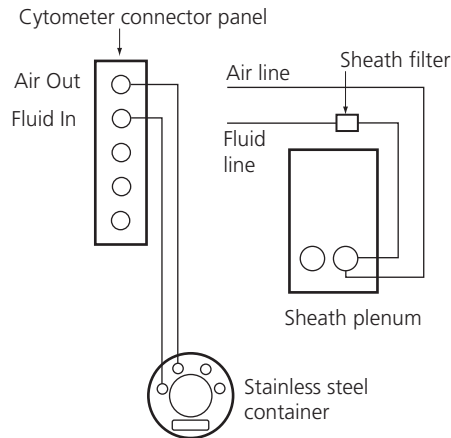 Cytometer connector panel
Air Out
Fluid In
Air line
Sheath filter
Fluid
line
Sheath plenum
Stainless steel
container